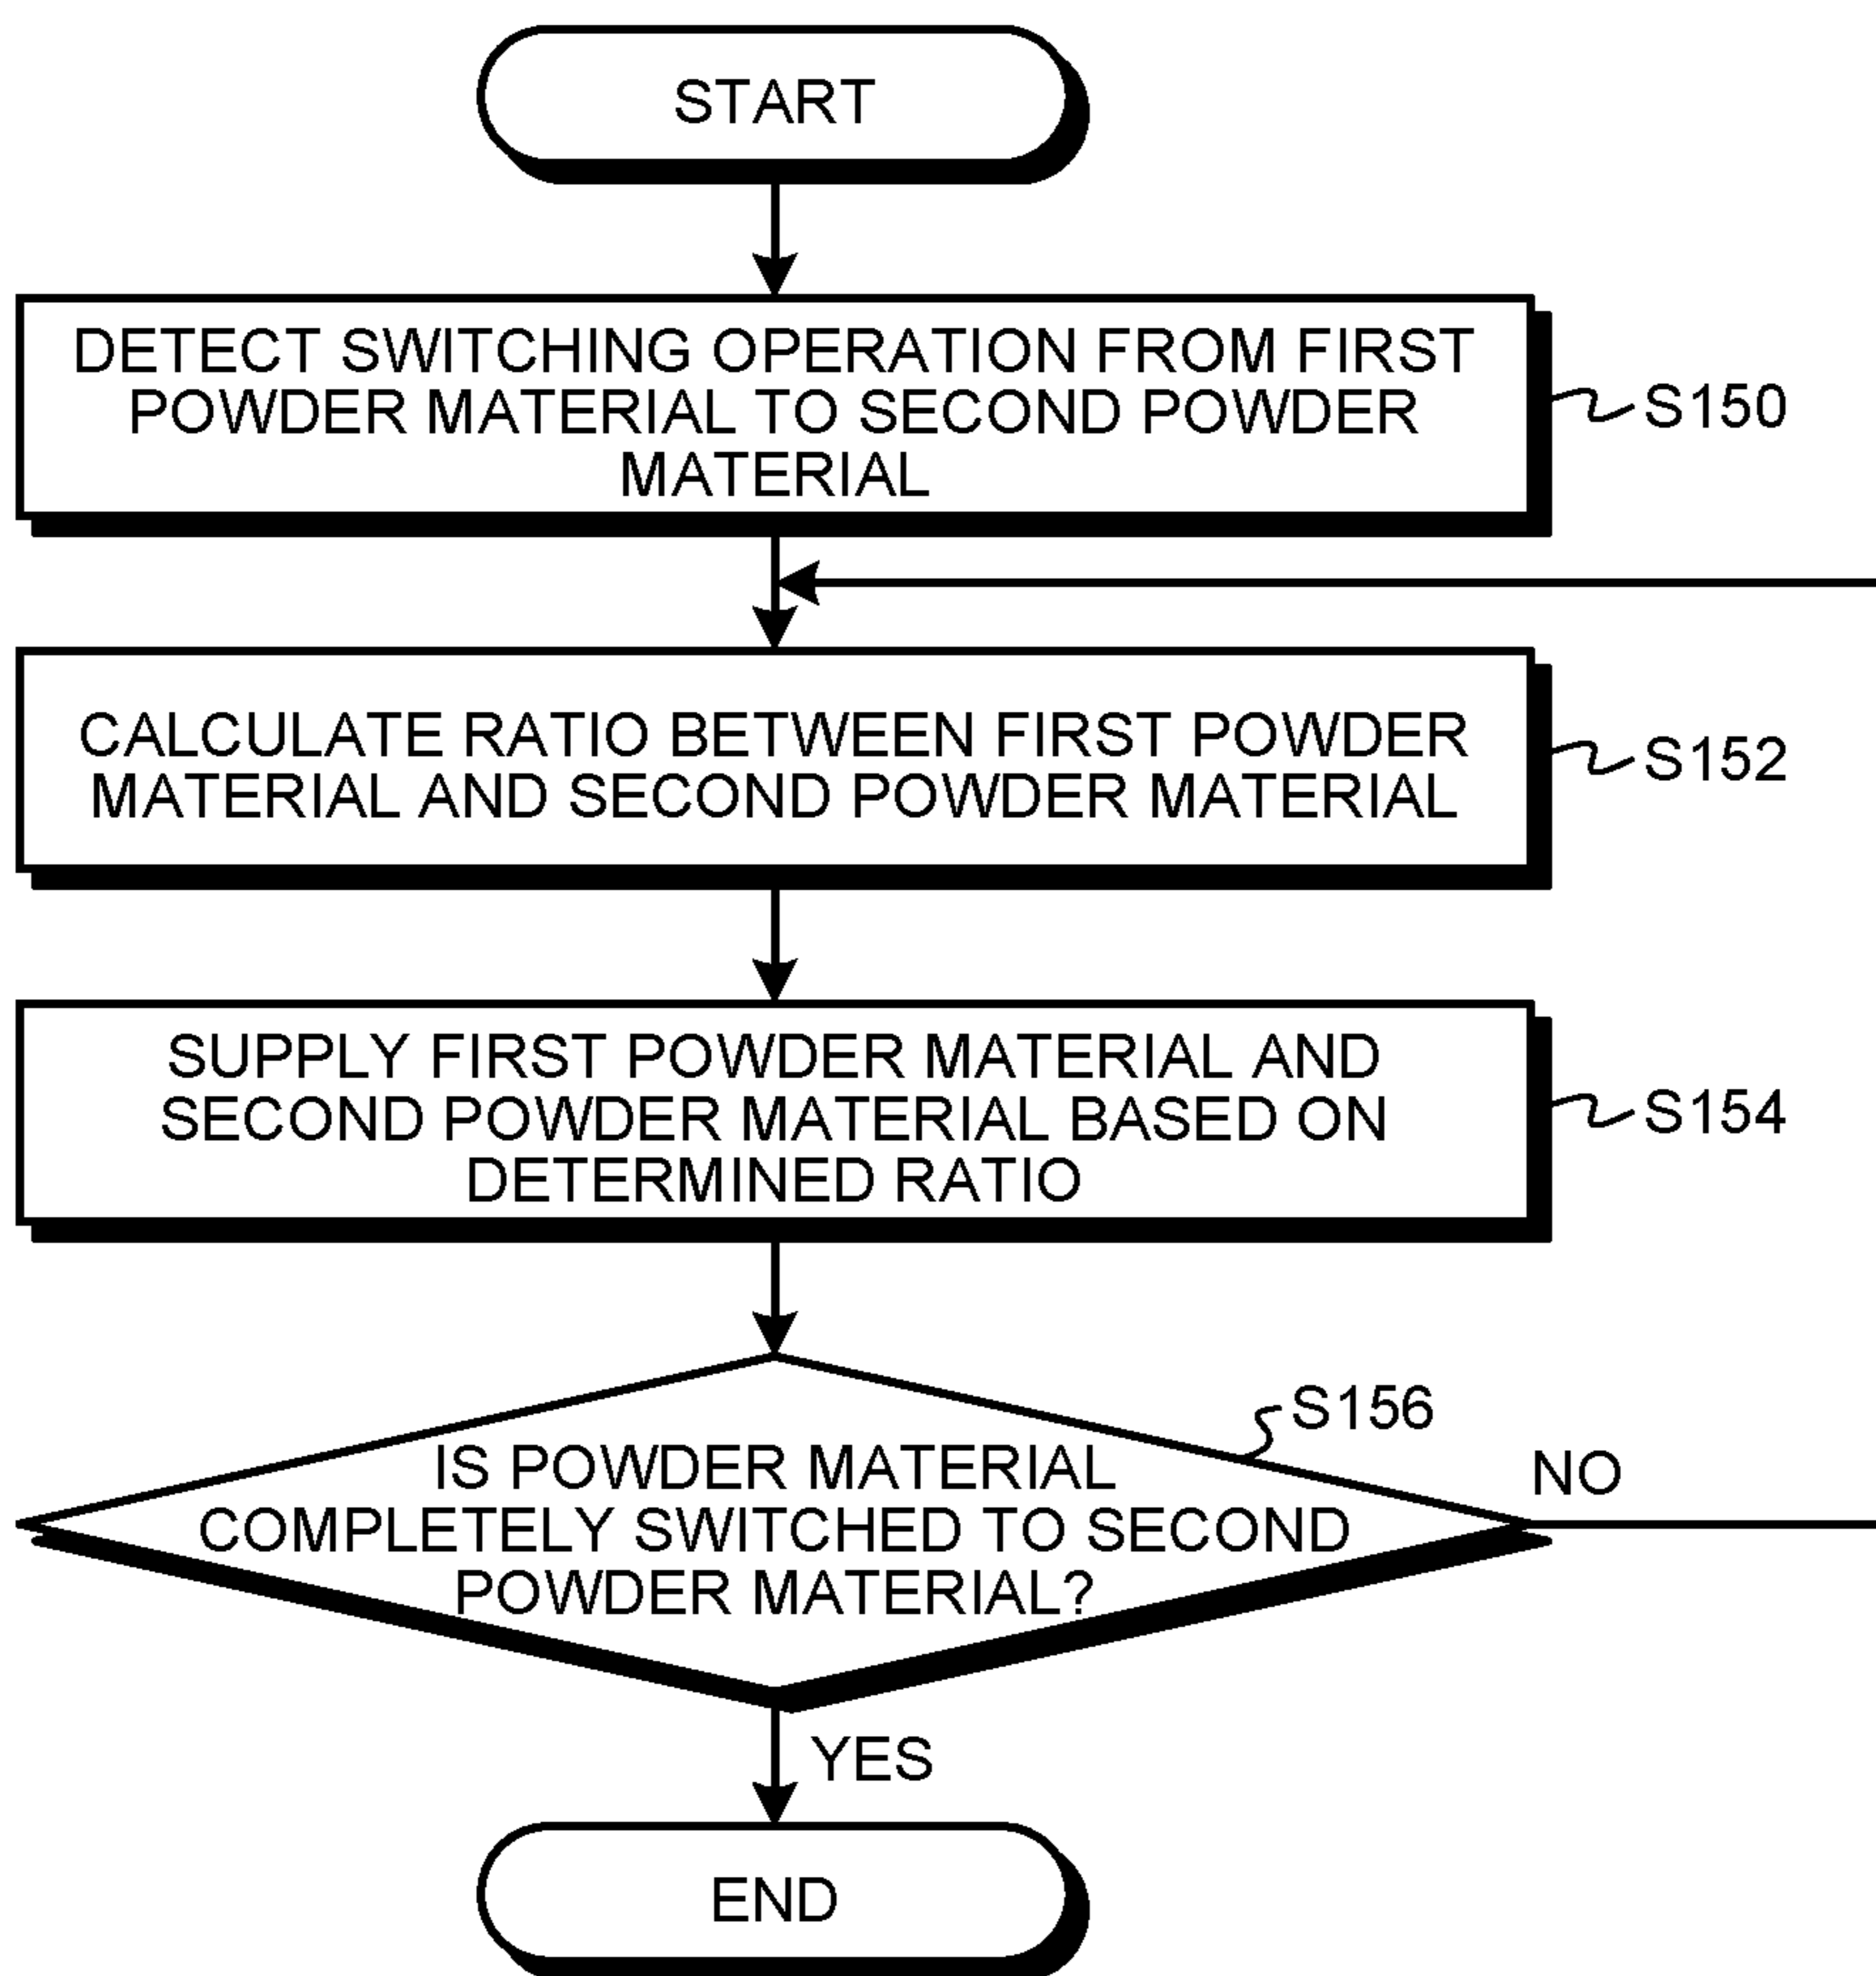 START
DETECT SWITCHING OPERATION FROM FIRST
POWDER MATERIAL TO SECOND POWDER
MATERIAL
S150
CALCULATE RATIO BETWEEN FIRST POWDER
MATERIAL AND SECOND POWDER MATERIAL
S152
SUPPLY FIRST POWDER MATERIAL AND
SECOND POWDER MATERIAL BASED ON
DETERMINED RATIO
S154
S156
IS POWDER MATERIAL
COMPLETELY SWITCHED TO SECOND
POWDER MATERIAL?
NO
YES
END